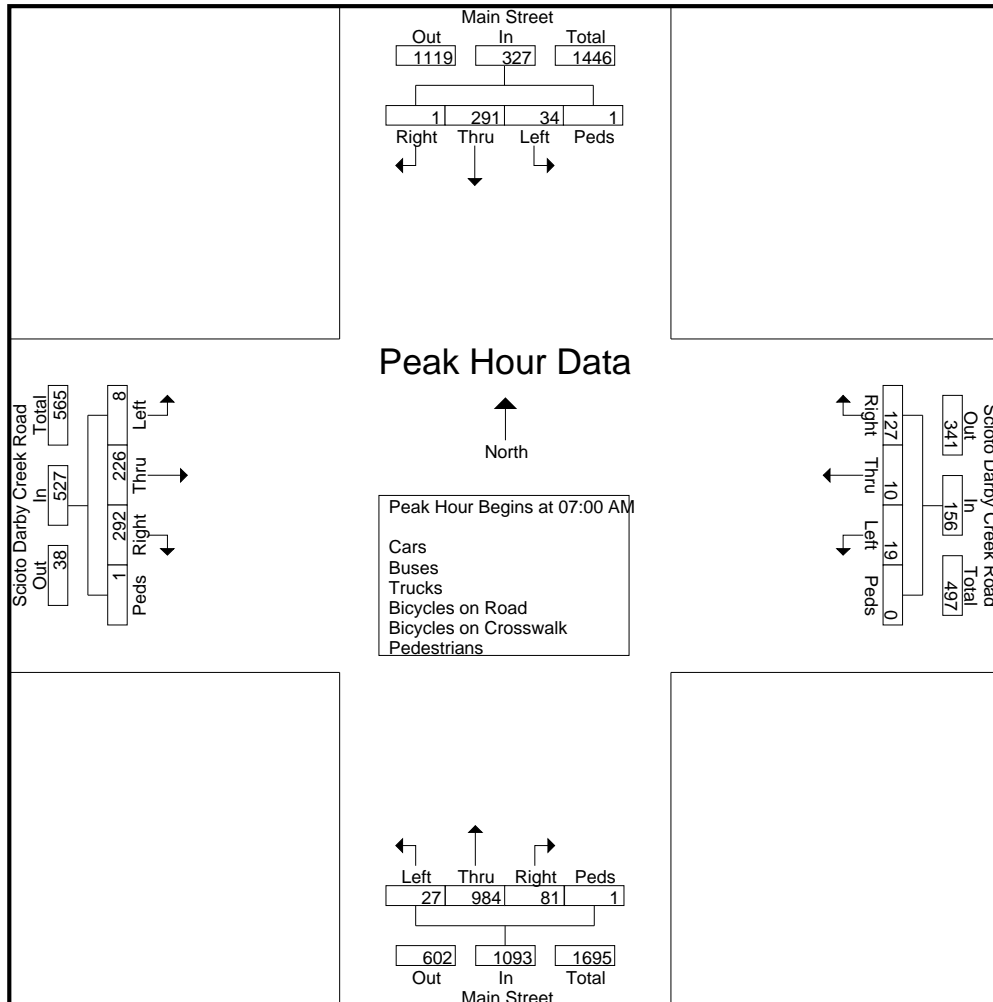 Main Street
Out In Total
1119 327 1446
1 291 34 1
Right Thru Left Peds
Peak Hour Data
North
Peak Hour Begins at 07:00 AM
Cars
Buses
Trucks
Bicycles on Road
Bicycles on Crosswalk
Pedestrians
Scioto Darby Creek Road
Total In Out
565 527 38
8 226 292 1
Left Thru Right Peds
Scioto Darby Creek Road
Out In Total
341 156 497
127 10 19 0
Right Thru Left Peds
Left Thru Right Peds
27 984 81 1
602 1093 1695
Out In Total
Main Street